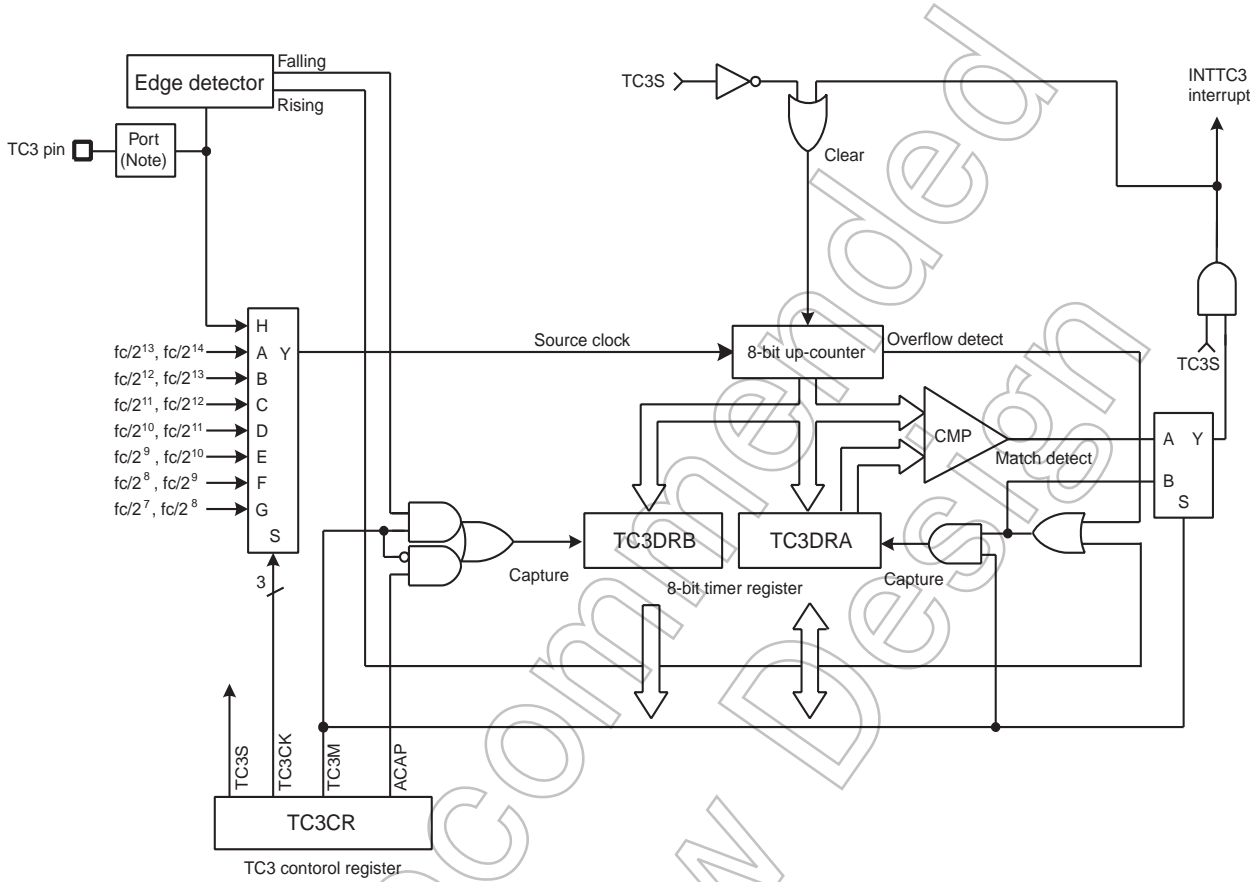 Falling
Edge detector
Rising
TC3 pin
Port
(Note)
TC3S
Clear
INTTC3
interrupt
TC3S
H
A
Y
B
C
D
E
F
G
S
fc/2¹³, fc/2¹⁴
fc/2¹², fc/2¹³
fc/2¹¹, fc/2¹²
fc/2¹⁰, fc/2¹¹
fc/2⁹, fc/2¹⁰
fc/2⁸, fc/2⁹
fc/2⁷, fc/2⁸
3
Source clock
8-bit up-counter
Overflow detect
CMP
Match detect
A
Y
B
S
Capture
TC3DRB
TC3DRA
8-bit timer register
Capture
TC3S
TC3CK
TC3M
ACAP
TC3CR
TC3 contorol register
ecommended
w Design